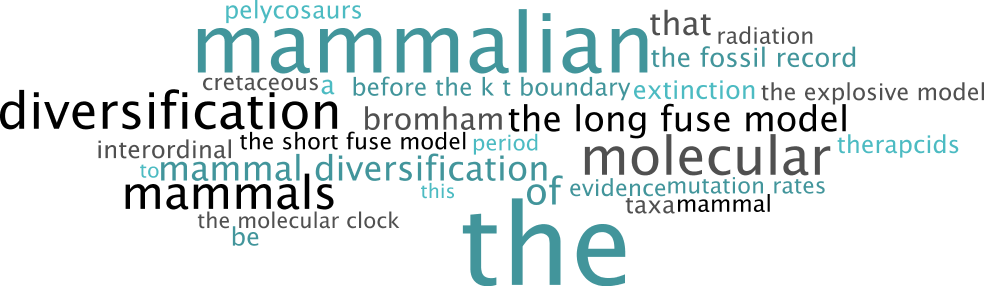 pelycosaurs
mammalian that radiation
the fossil record
cretaceous a before the k t boundary extinction the explosive model
diversification bromham the long fuse model
interordinal the short fuse model period molecular therapcids
to mammal diversification
mammals this of evidence mutation rates
the molecular clock the taxa mammal
be